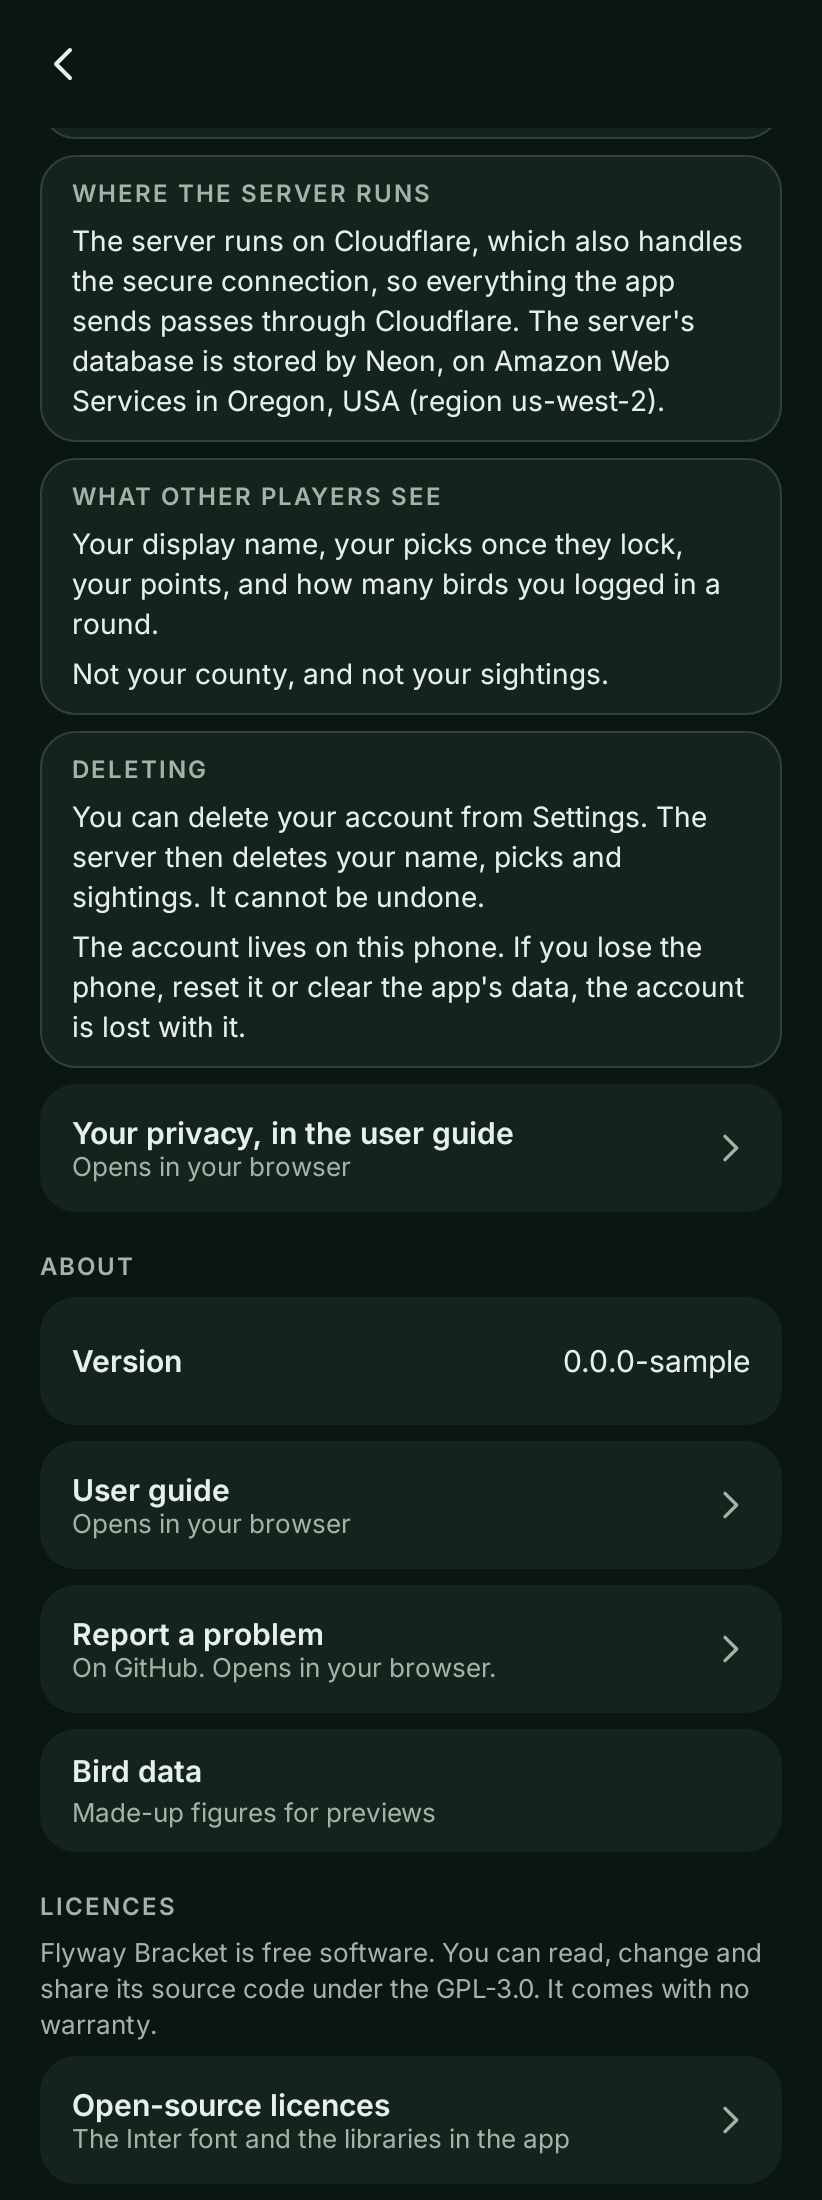 WHERE THE SERVER RUNS
The server runs on Cloudflare, which also handles
the secure connection, so everything the app
sends passes through Cloudflare. The server's
database is stored by Neon, on Amazon Web
Services in Oregon, USA (region us-west-2).
WHAT OTHER PLAYERS SEE
Your display name, your picks once they lock,
your points, and how many birds you logged in a
round.
Not your county, and not your sightings.
DELETING
You can delete your account from Settings. The
server then deletes your name, picks and
sightings. It cannot be undone.
The account lives on this phone. If you lose the
phone, reset it or clear the app's data, the account
is lost with it.
Your privacy, in the user guide
Opens in your browser
ABOUT
Version 0.0.0-sample
User guide
Opens in your browser
Report a problem
On GitHub. Opens in your browser.
Bird data
Made-up figures for previews
LICENCES
Flyway Bracket is free software. You can read, change and
share its source code under the GPL-3.0. It comes with no
warranty.
Open-source licences
The Inter font and the libraries in the app